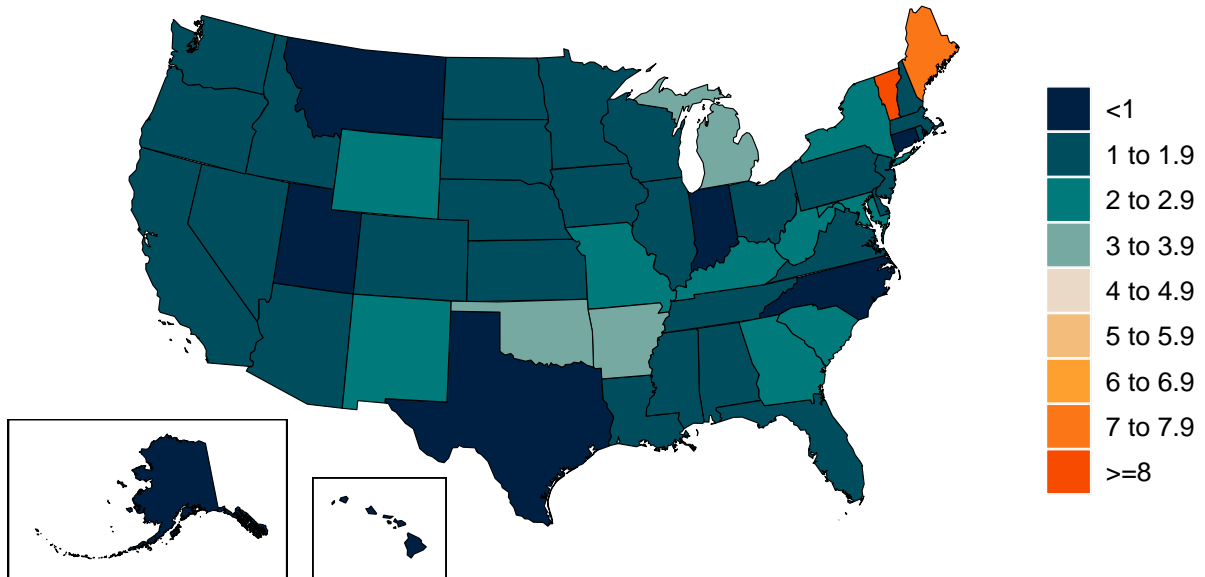 <1
1 to 1.9
2 to 2.9
3 to 3.9
4 to 4.9
5 to 5.9
6 to 6.9
7 to 7.9
>=8